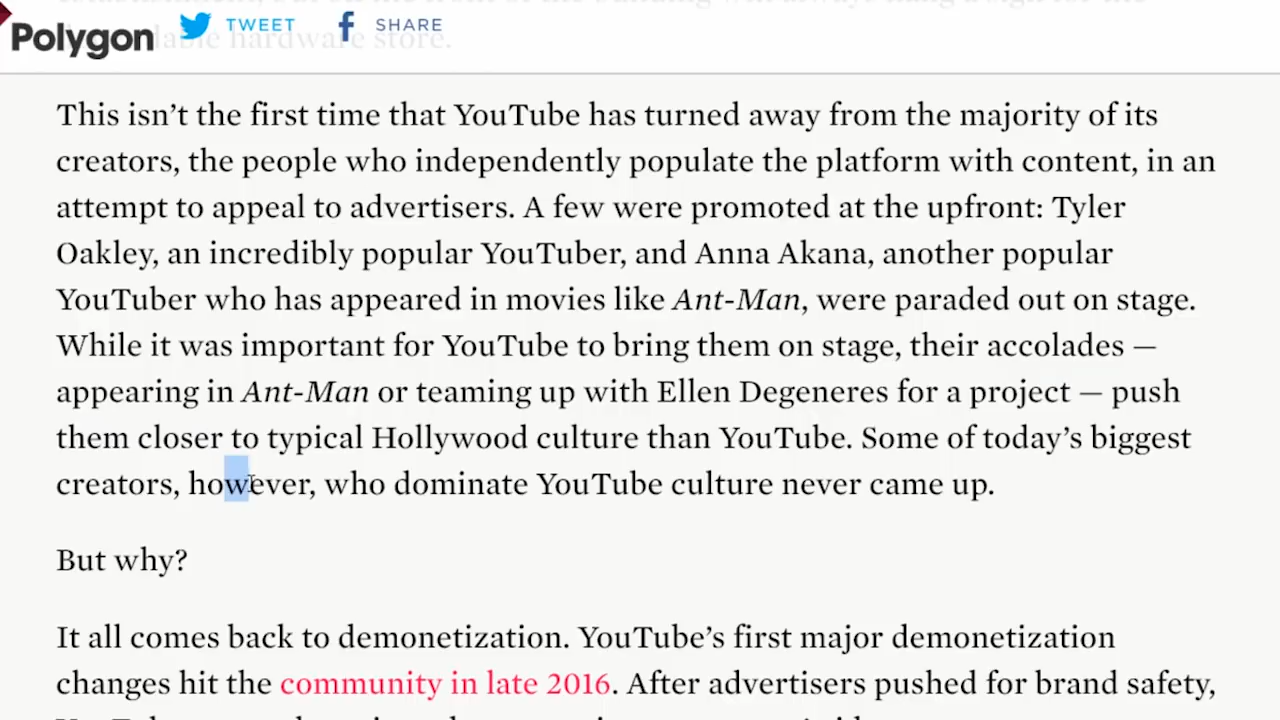 Polygon TWEET SHARE
hardware store.
This isn’t the first time that YouTube has turned away from the majority of its
creators, the people who independently populate the platform with content, in an
attempt to appeal to advertisers. A few were promoted at the upfront: Tyler
Oakley, an incredibly popular YouTuber, and Anna Akana, another popular
YouTuber who has appeared in movies like Ant-Man, were paraded out on stage.
While it was important for YouTube to bring them on stage, their accolades —
appearing in Ant-Man or teaming up with Ellen Degeneres for a project — push
them closer to typical Hollywood culture than YouTube. Some of today’s biggest
creators, however, who dominate YouTube culture never came up.
But why?
It all comes back to demonetization. YouTube’s first major demonetization
changes hit the community in late 2016. After advertisers pushed for brand safety,